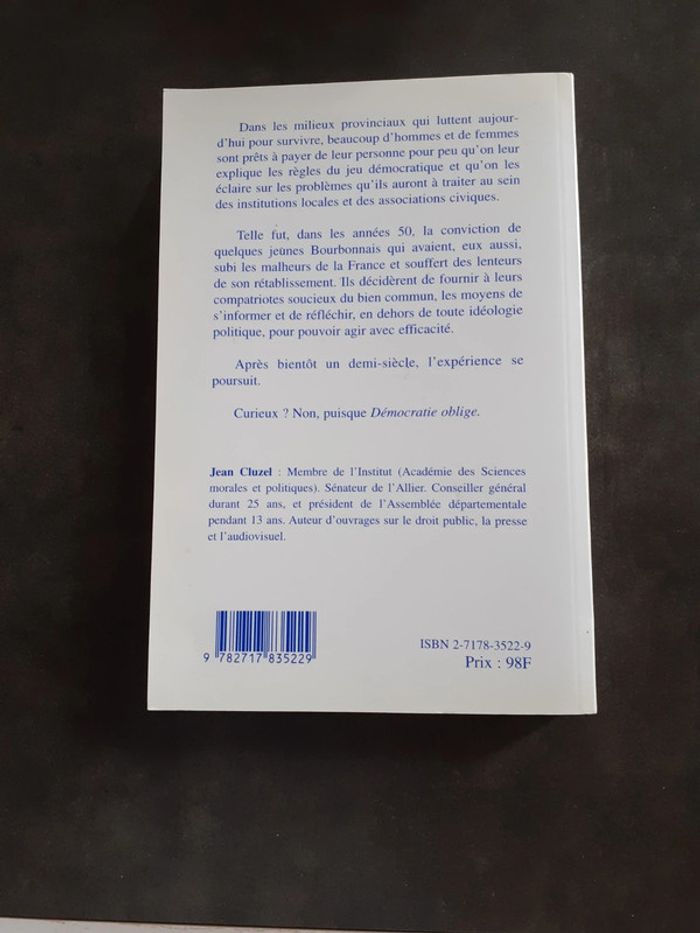 Dans les milieux provinciaux qui luttent aujour-
d'hui pour survivre, beaucoup d'hommes et de femmes
sont prêts à payer de leur personne pour peu qu'on leur
explique les règles du jeu démocratique et qu'on les
éclaire sur les problèmes qu'ils auront à traiter au sein
des institutions locales et des associations civiques.
Telle fut, dans les années 50, la conviction de
quelques jeunes Bourbonnais qui avaient, eux aussi,
subi les malheurs de la France et souffert des lenteurs
de son rétablissement. Ils décidèrent de fournir à leurs
compatriotes soucieux du bien commun, les moyens de
s'informer et de réfléchir, en dehors de toute idéologie
politique, pour pouvoir agir avec efficacité.
Après bientôt un demi-siècle, l'expérience se
poursuit.
Curieux ? Non, puisque Démocratie oblige.
Jean Cluzel : Membre de l'Institut (Académie des Sciences
morales et politiques). Sénateur de l'Allier. Conseiller général
durant 25 ans, et président de l'Assemblée départementale
pendant 13 ans. Auteur d'ouvrages sur le droit public, la presse
et l'audiovisuel.
9 782717 835229
ISBN 2-7178-3522-9
Prix : 98F